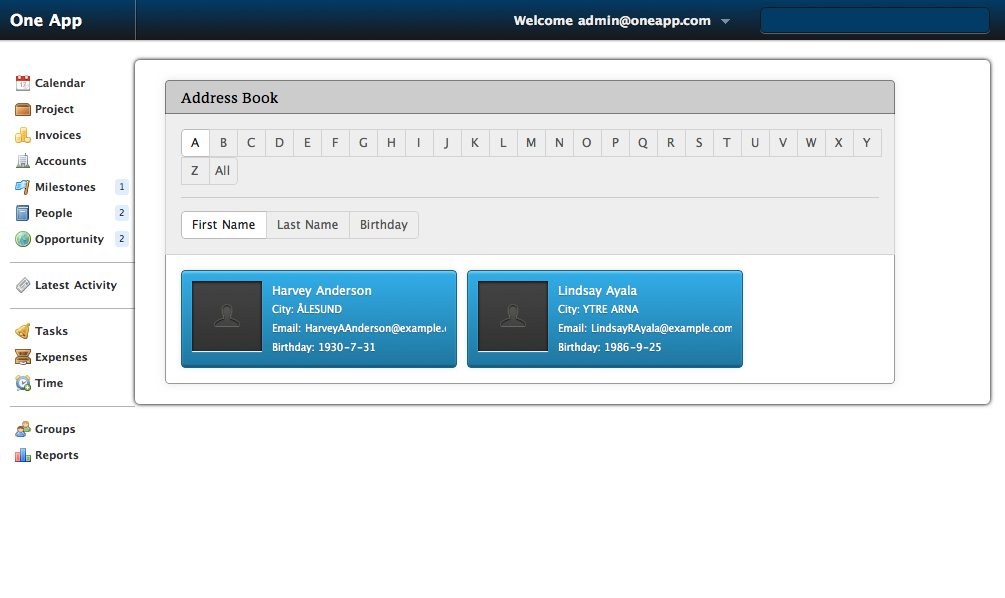 One App
Welcome admin@oneapp.com
Calendar
Project
Invoices
Accounts
Milestones 1
People 2
Opportunity 2
Latest Activity
Tasks
Expenses
Time
Groups
Reports
Address Book
A B C D E F G H I J K L M N O P Q R S T U V W X Y
Z All
First Name Last Name Birthday
Harvey Anderson
City: ÅLESUND
Email: HarveyAAnderson@example.
Birthday: 1930-7-31
Lindsay Ayala
City: YTRE ARNA
Email: LindsayRAyala@example.com
Birthday: 1986-9-25